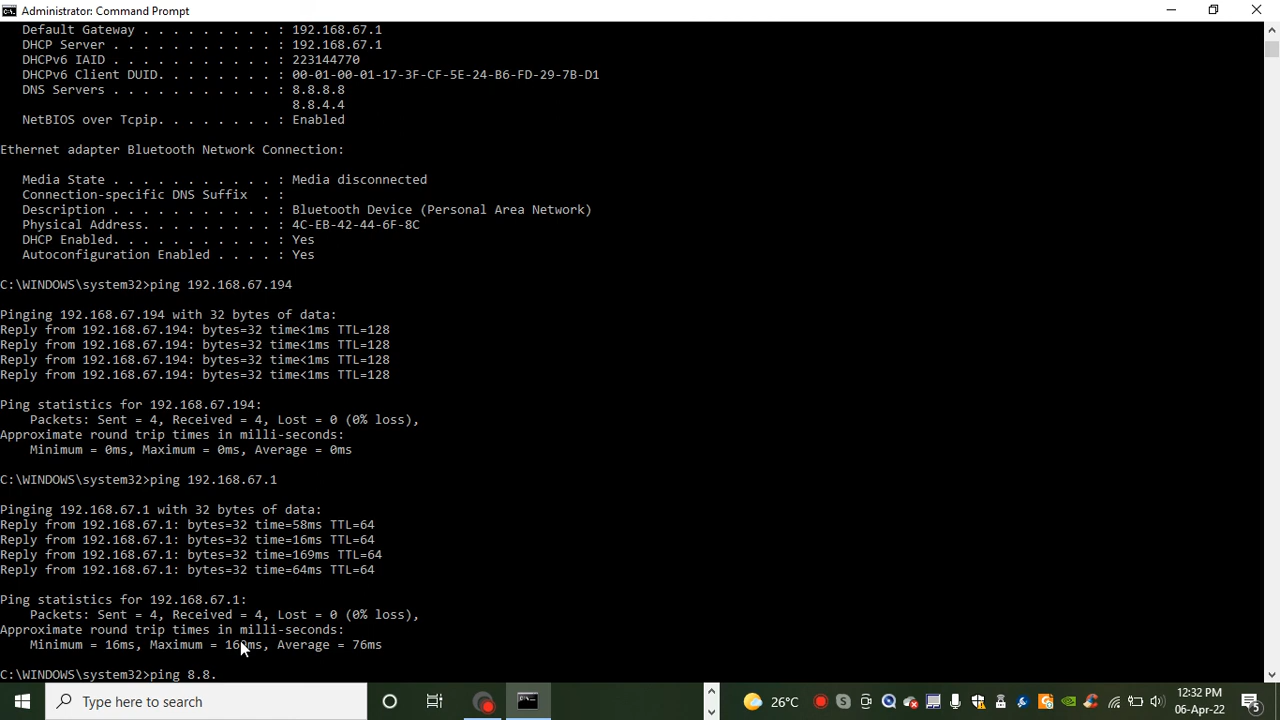 Administrator: Command Prompt
Default Gateway . . . . . . . . . : 192.168.67.1
DHCP Server . . . . . . . . . . . : 192.168.67.1
DHCPv6 IAID . . . . . . . . . . . : 223144770
DHCPv6 Client DUID. . . . . . . . : 00-01-00-01-17-3F-CF-5E-24-B6-FD-29-7B-D1
DNS Servers . . . . . . . . . . . : 8.8.8.8
8.8.4.4
NetBIOS over Tcpip. . . . . . . . : Enabled
Ethernet adapter Bluetooth Network Connection:
Media State . . . . . . . . . . . : Media disconnected
Connection-specific DNS Suffix  . :
Description . . . . . . . . . . . : Bluetooth Device (Personal Area Network)
Physical Address. . . . . . . . . : 4C-EB-42-44-6F-8C
DHCP Enabled. . . . . . . . . . . : Yes
Autoconfiguration Enabled . . . . : Yes
C:\WINDOWS\system32>ping 192.168.67.194
Pinging 192.168.67.194 with 32 bytes of data:
Reply from 192.168.67.194: bytes=32 time<1ms TTL=128
Reply from 192.168.67.194: bytes=32 time<1ms TTL=128
Reply from 192.168.67.194: bytes=32 time<1ms TTL=128
Reply from 192.168.67.194: bytes=32 time<1ms TTL=128
Ping statistics for 192.168.67.194:
Packets: Sent = 4, Received = 4, Lost = 0 (0% loss),
Approximate round trip times in milli-seconds:
Minimum = 0ms, Maximum = 0ms, Average = 0ms
C:\WINDOWS\system32>ping 192.168.67.1
Pinging 192.168.67.1 with 32 bytes of data:
Reply from 192.168.67.1: bytes=32 time=58ms TTL=64
Reply from 192.168.67.1: bytes=32 time=16ms TTL=64
Reply from 192.168.67.1: bytes=32 time=169ms TTL=64
Reply from 192.168.67.1: bytes=32 time=64ms TTL=64
Ping statistics for 192.168.67.1:
Packets: Sent = 4, Received = 4, Lost = 0 (0% loss),
Approximate round trip times in milli-seconds:
Minimum = 16ms, Maximum = 169ms, Average = 76ms
C:\WINDOWS\system32>ping 8.8.
Type here to search
26°C
12:32 PM
06-Apr-22
5